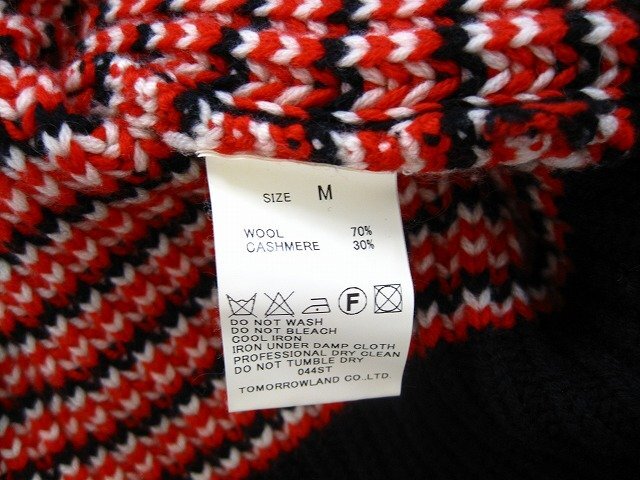 SIZE M
WOOL 70%
CASHMERE 30%
F
DO NOT WASH
DO NOT BLEACH
COOL IRON
IRON UNDER DAMP CLOTH
PROFESSIONAL DRY CLEAN
DO NOT TUMBLE DRY
044ST
TOMORROWLAND CO.,LTD.